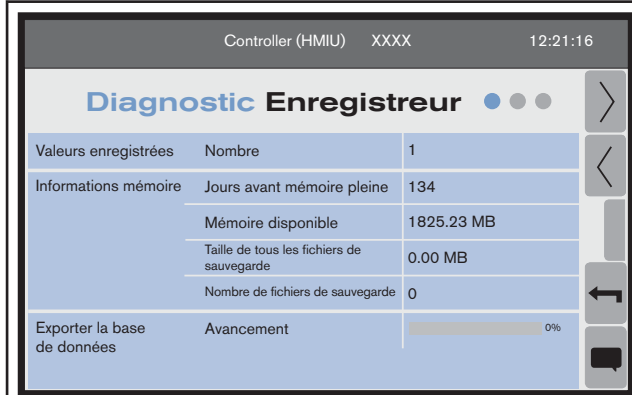 Controller (HMIU) XXXX 12:21:16
Diagnostic Enregistreur
Valeurs enregistrées Nombre 1
Informations mémoire Jours avant mémoire pleine 134
Mémoire disponible 1825.23 MB
Taille de tous les fichiers de
sauvegarde 0.00 MB
Nombre de fichiers de sauvegarde 0
Exporter la base
de données Avancement 0%